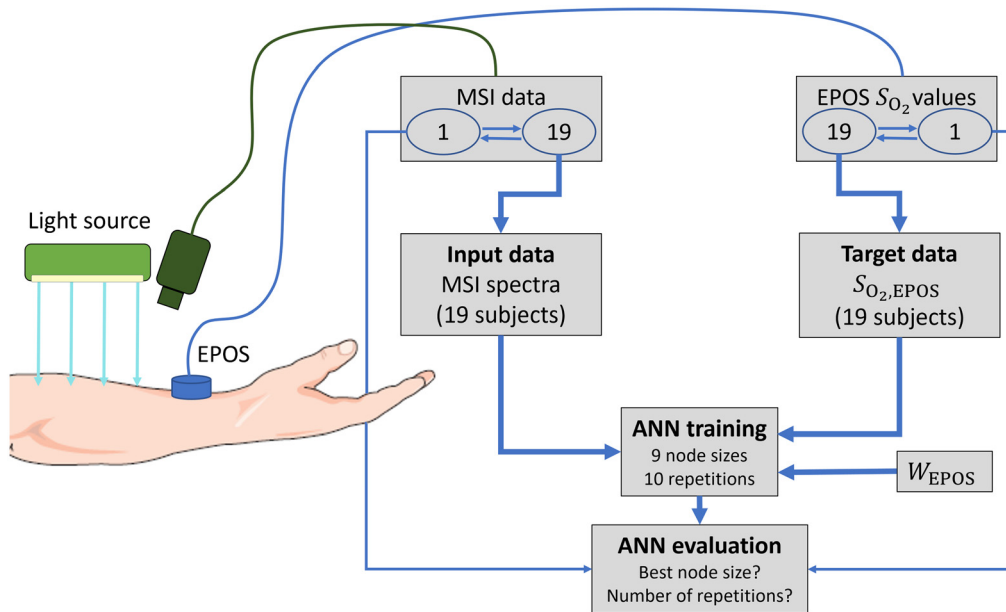 MSI data
1
19
EPOS S_O₂ values
19
1
Light source
Input data
MSI spectra
(19 subjects)
Target data
S_O₂,EPOS
(19 subjects)
EPOS
ANN training
9 node sizes
10 repetitions
W_EPOS
ANN evaluation
Best node size?
Number of repetitions?